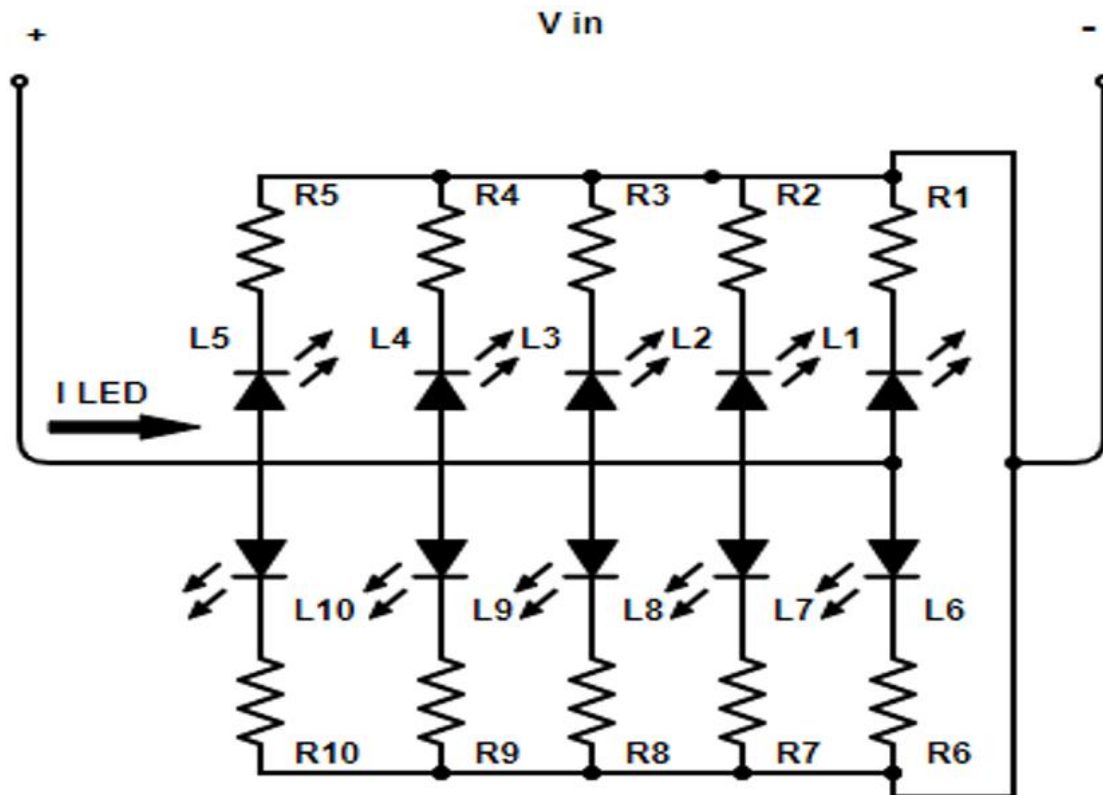 + V in -
R5 R4 R3 R2 R1
L5 L4 L3 L2 L1
I LED
L10 L9 L8 L7 L6
R10 R9 R8 R7 R6